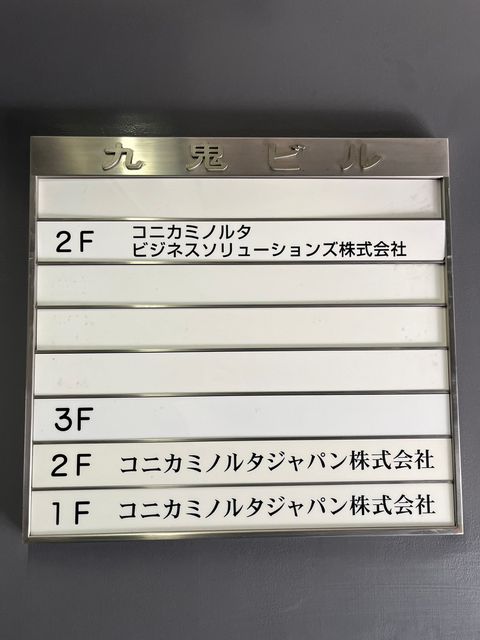 九鬼ビル
2F コニカミノルタ
ビジネスソリューションズ株式会社
3F
2F コニカミノルタジャパン株式会社
1F コニカミノルタジャパン株式会社